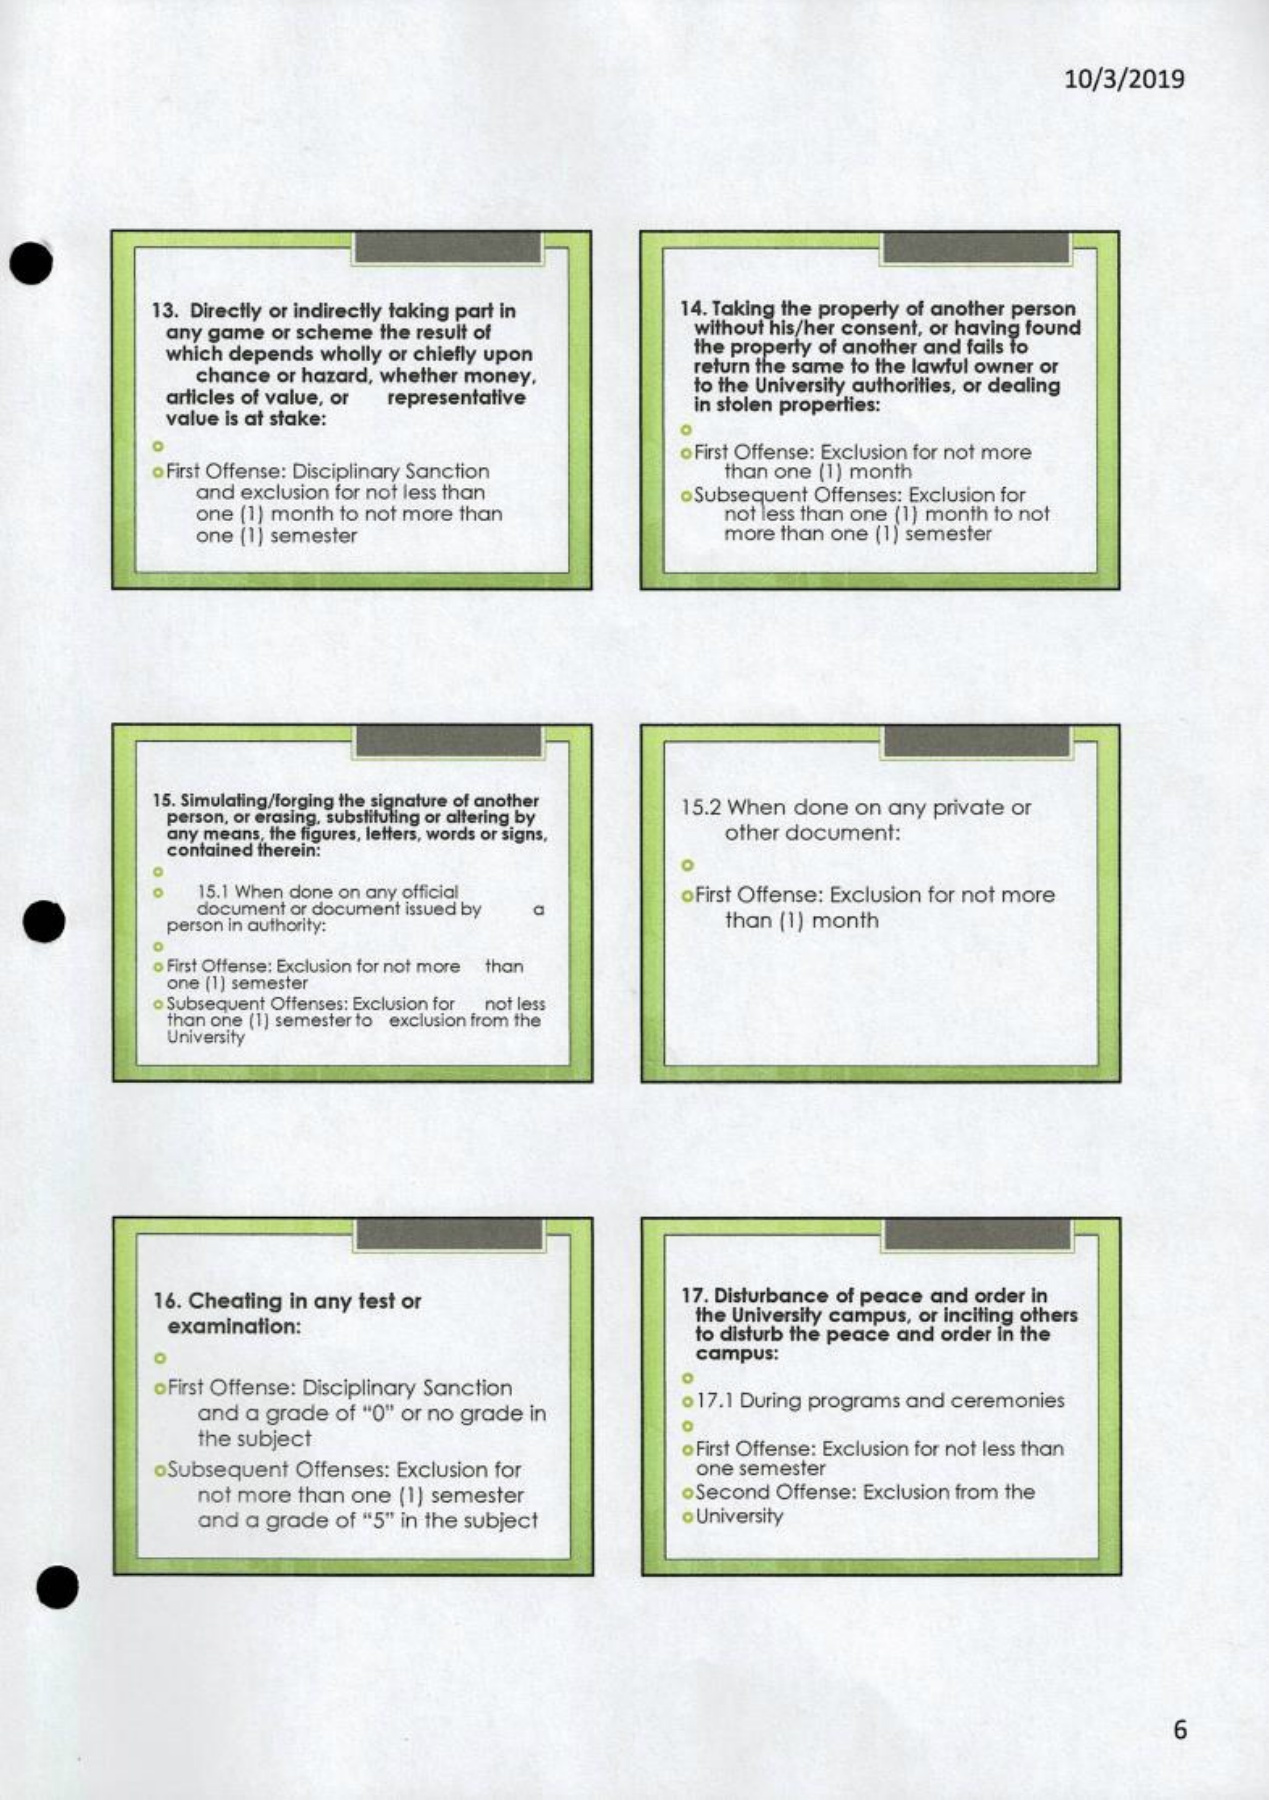 10/3/2019
13. Directly or indirectly taking part in
any game or scheme the result of
which depends wholly or chiefly upon
chance or hazard, whether money,
articles of value, or representative
value is at stake:
First Offense: Disciplinary Sanction
and exclusion for not less than
one (1) month to not more than
one (1) semester
14. Taking the property of another person
without his/her consent, or having found
the property of another and fails to
return the same to the lawful owner or
to the University authorities, or dealing
in stolen properties:
First Offense: Exclusion for not more
than one (1) month
Subsequent Offenses: Exclusion for
not less than one (1) month to not
more than one (1) semester
15. Simulating/forging the signature of another
person, or erasing, substituting or altering by
any means, the figures, letters, words or signs,
contained therein:
15.1 When done on any official
document or document issued by a
person in authority:
First Offense: Exclusion for not more than
one (1) semester
Subsequent Offenses: Exclusion for not less
than one (1) semester to exclusion from the
University
15.2 When done on any private or
other document:
First Offense: Exclusion for not more
than (1) month
16. Cheating in any test or
examination:
First Offense: Disciplinary Sanction
and a grade of "0" or no grade in
the subject
Subsequent Offenses: Exclusion for
not more than one (1) semester
and a grade of "5" in the subject
17. Disturbance of peace and order in
the University campus, or inciting others
to disturb the peace and order in the
campus:
17.1 During programs and ceremonies
First Offense: Exclusion for not less than
one semester
Second Offense: Exclusion from the
University
6